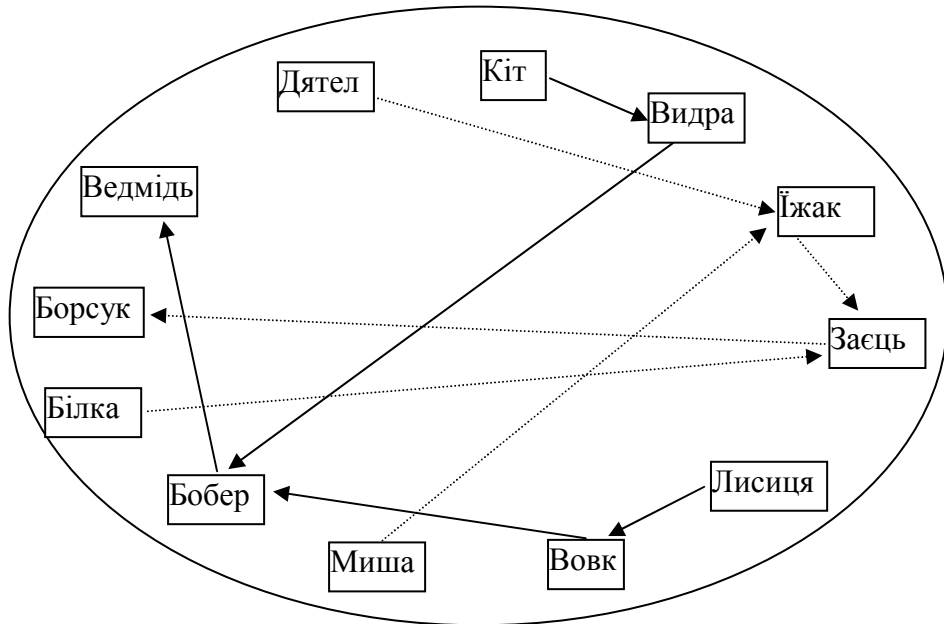 Кіт
Дятел
Видра
Ведмідь
Їжак
Борсук
Заєць
Білка
Лисиця
Бобер
Вовк
Миша